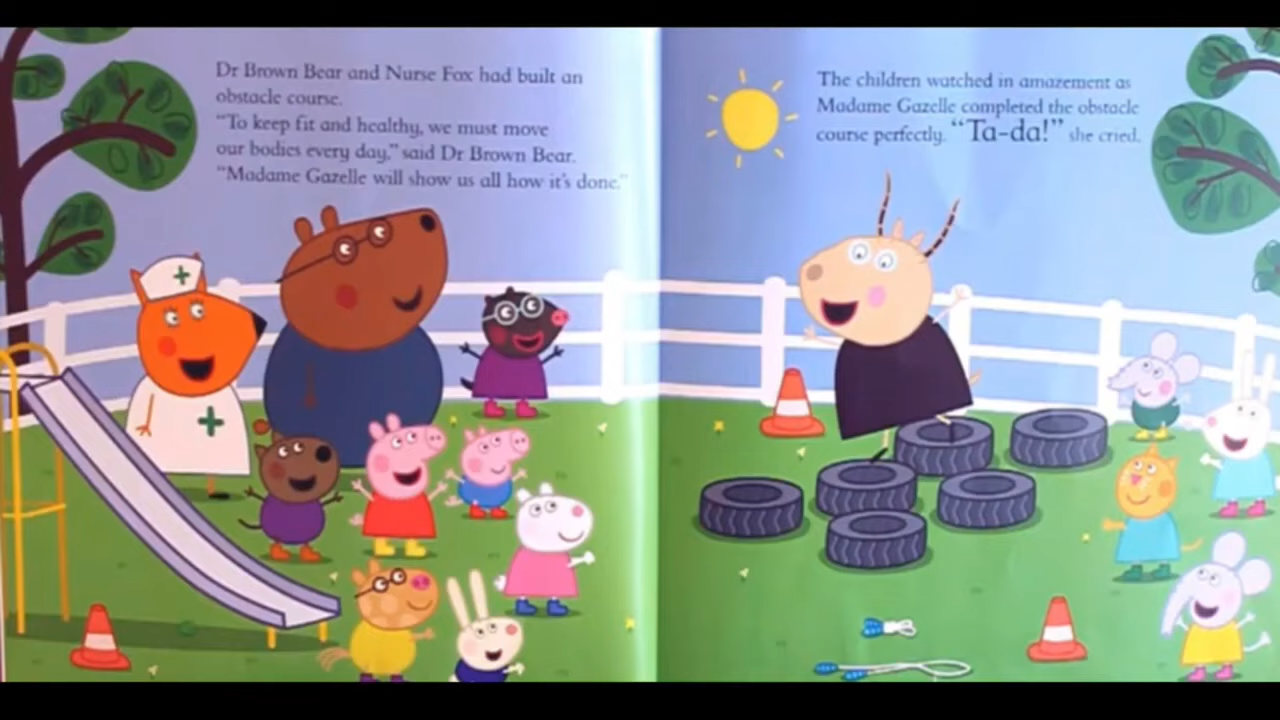 Dr Brown Bear and Nurse Fox had built an
obstacle course.
“To keep fit and healthy, we must move
our bodies every day,” said Dr Brown Bear.
“Madame Gazelle will show us all how it's done.”
The children watched in amazement as
Madame Gazelle completed the obstacle
course perfectly. “Ta-da!” she cried.